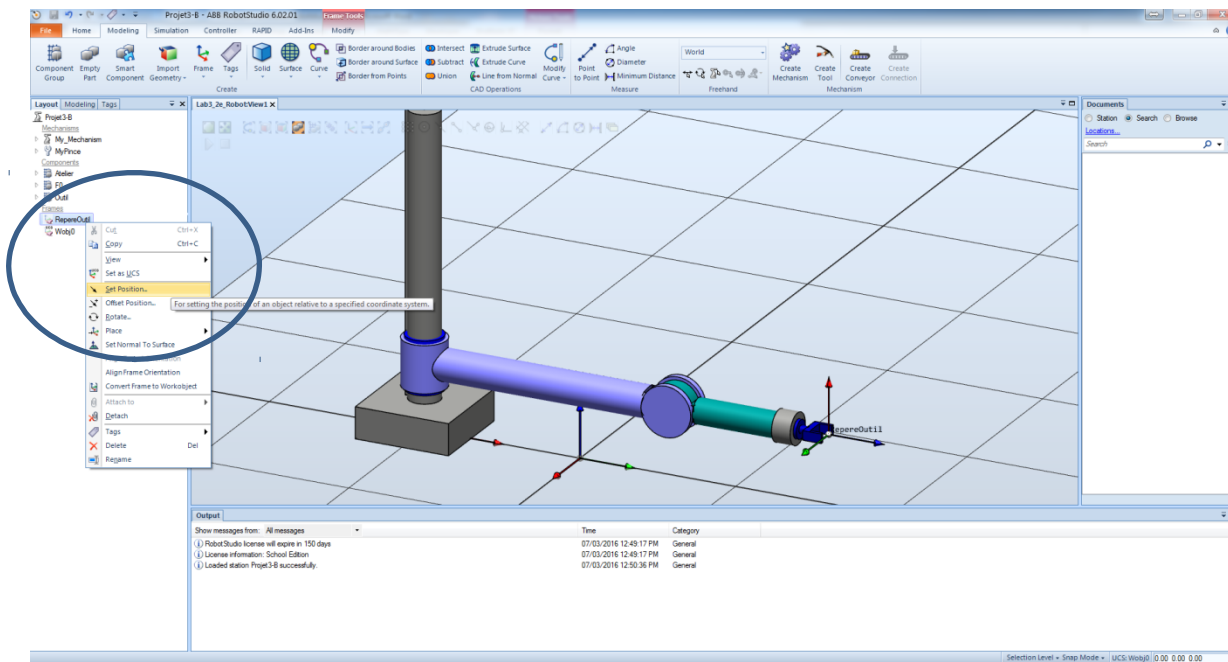 Projet3-B - ABB RobotStudio 6.02.01
Frame Tools
File Home Modeling Simulation Controller RAPID Add-Ins Modify
Component Group
Empty Part
Smart Component
Import Geometry
Frame
Tags
Solid
Surface
Curve
Border around Bodies
Border around Surface
Border from Points
Create
Intersect
Subtract
Union
Extrude Surface
Extrude Curve
Line from Normal
Modify Curve
CAD Operations
Point to Point
Angle
Diameter
Minimum Distance
Measure
World
Freehand
Create Mechanism
Create Tool
Create Conveyor
Create Connection
Mechanism
Layout Modeling Tags
Projet3-B
Mechanisms
My_Mechanism
MyPince
Components
Atelier
Outil
Frames
RepereOutil
Wobj0
Cut Ctrl+X
Copy Ctrl+C
View
Set as UCS
Set Position...
Offset Position...
Rotate...
Place
Set Normal To Surface
Align Frame Orientation
Convert Frame to Workobject
Attach to
Detach
Tags
Delete Del
Rename
For setting the position of an object relative to a specified coordinate system.
Lab3_2e_Robot:View1
epereOutil
Documents
Station Search Browse
Locations...
Search
Output
Show messages from: All messages Time Category
RobotStudio license will expire in 150 days 07/03/2016 12:49:17 PM General
License information: School Edition 07/03/2016 12:49:17 PM General
Loaded station Projet3-B successfully. 07/03/2016 12:50:36 PM General
Selection Level Snap Mode UCS: Wobj0 0.00 0.00 0.00